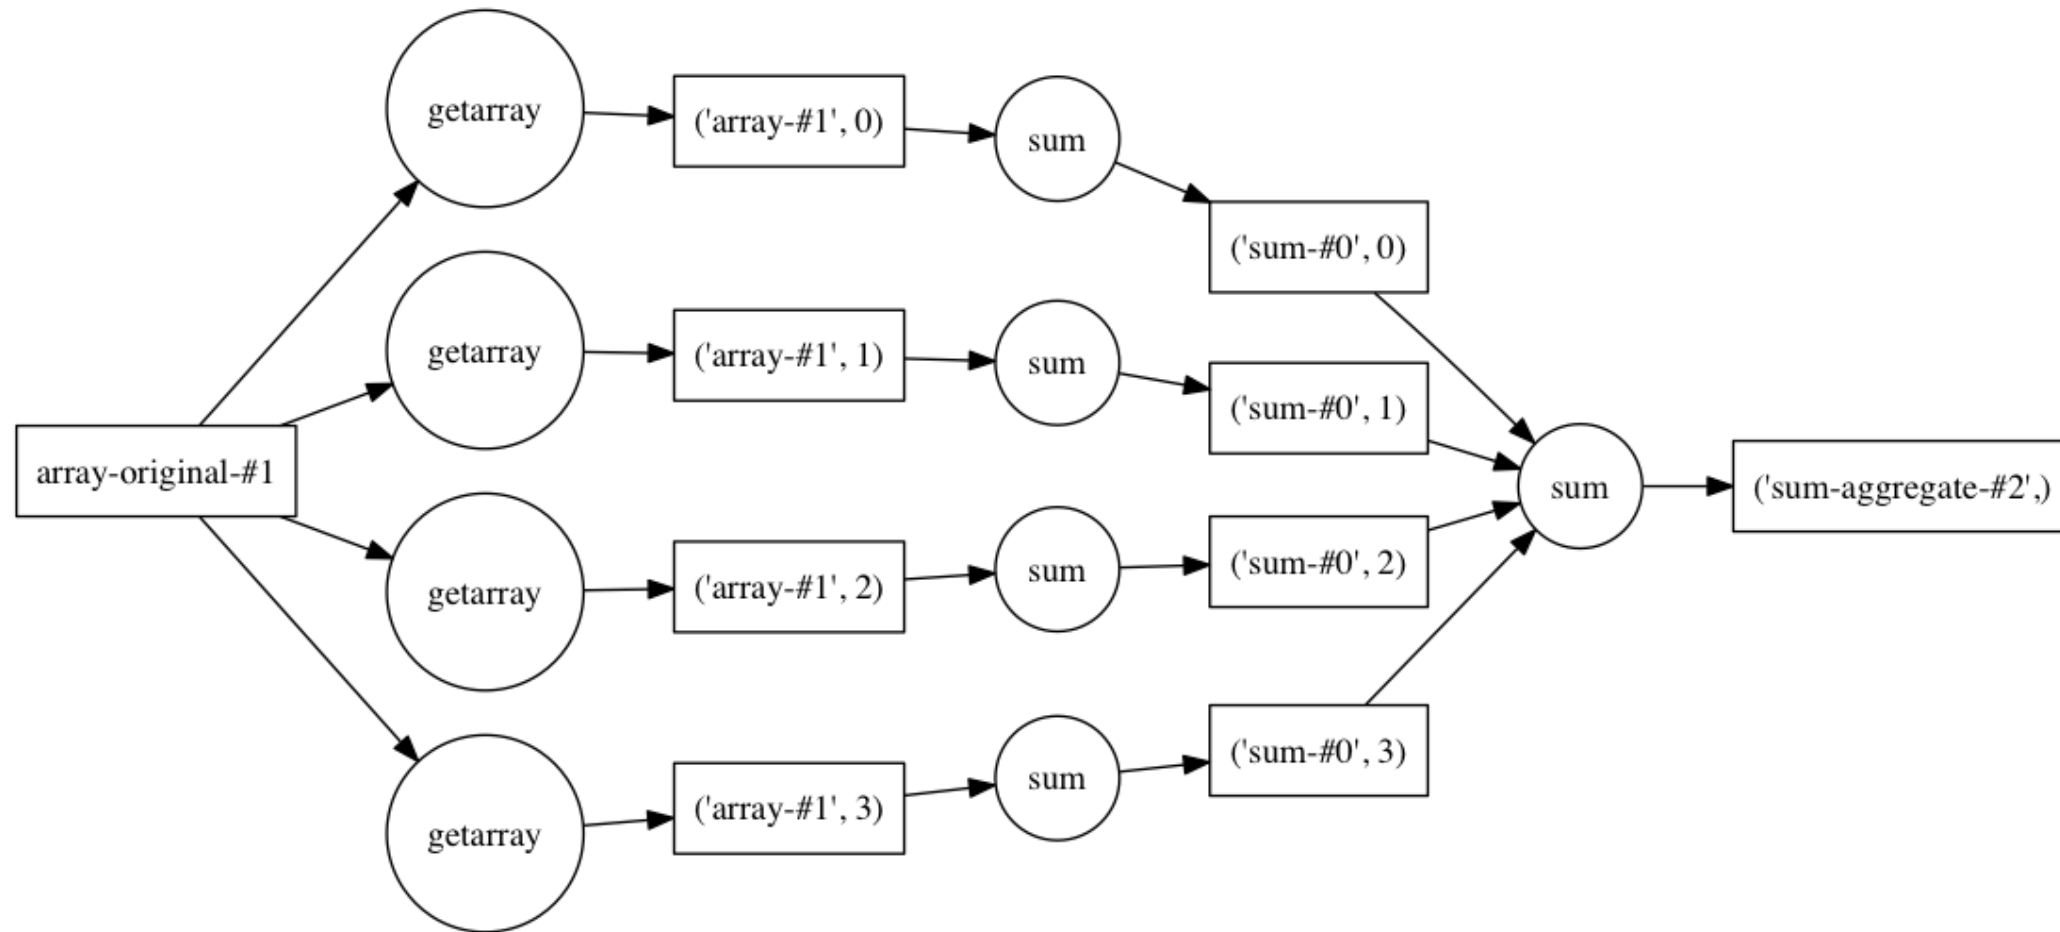 getarray
('array-#1', 0)
sum
('sum-#0', 0)
getarray
('array-#1', 1)
sum
('sum-#0', 1)
array-original-#1
sum
('sum-aggregate-#2',)
getarray
('array-#1', 2)
sum
('sum-#0', 2)
getarray
('array-#1', 3)
sum
('sum-#0', 3)